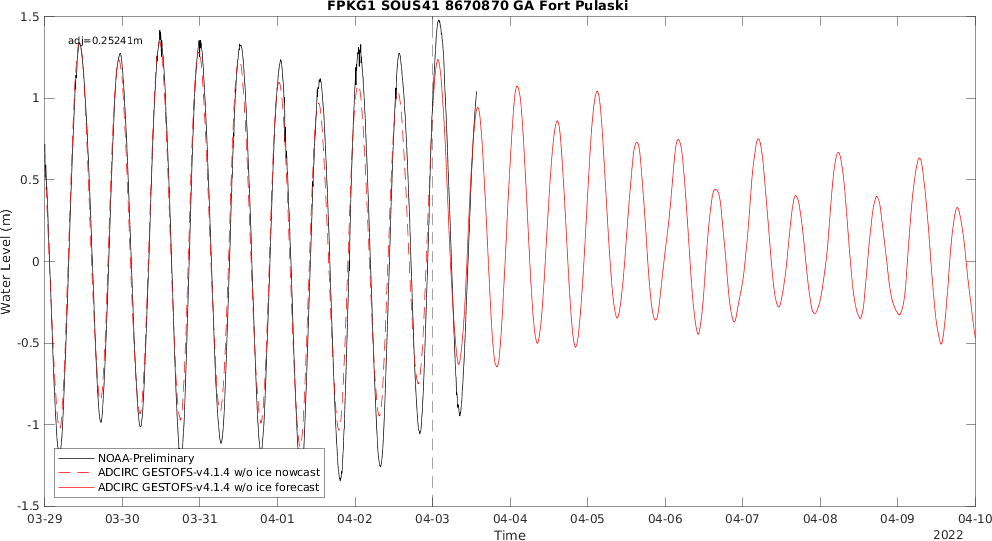 FPKG1 SOUS41 8670870 GA Fort Pulaski
adj=0.25241m
1.5
1
0.5
0
-0.5
-1
-1.5
Water Level (m)
NOAA-Preliminary
ADCIRC GESTOFS-v4.1.4 w/o ice nowcast
ADCIRC GESTOFS-v4.1.4 w/o ice forecast
03-29 03-30 03-31 04-01 04-02 04-03 04-04 04-05 04-06 04-07 04-08 04-09 04-10
Time
2022